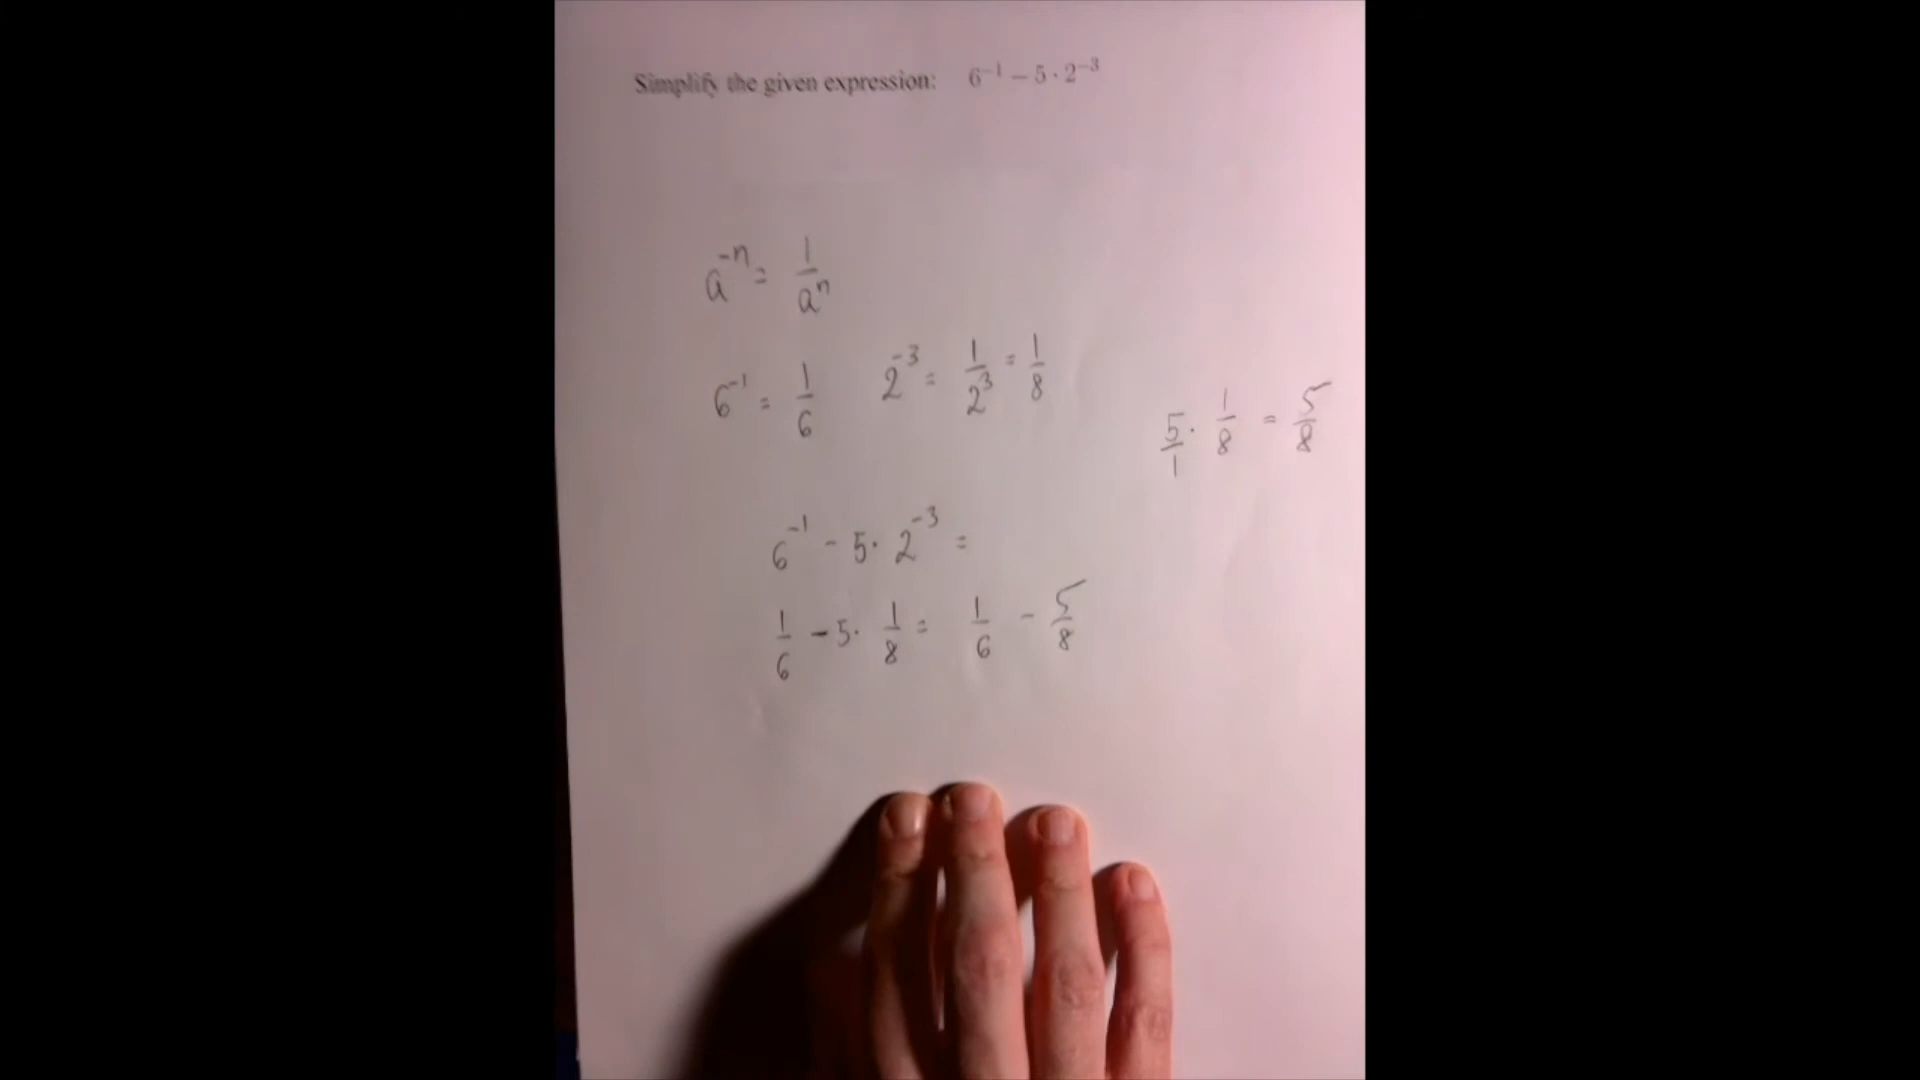 Simplify the given expression: 6⁻¹ − 5 · 2⁻³
a⁻ⁿ = 1/aⁿ
6⁻¹ = 1/6 2⁻³ = 1/2³ = 1/8
5/1 · 1/8 = 5/8
6⁻¹ - 5 · 2⁻³ =
1/6 - 5 · 1/8 = 1/6 - 5/8